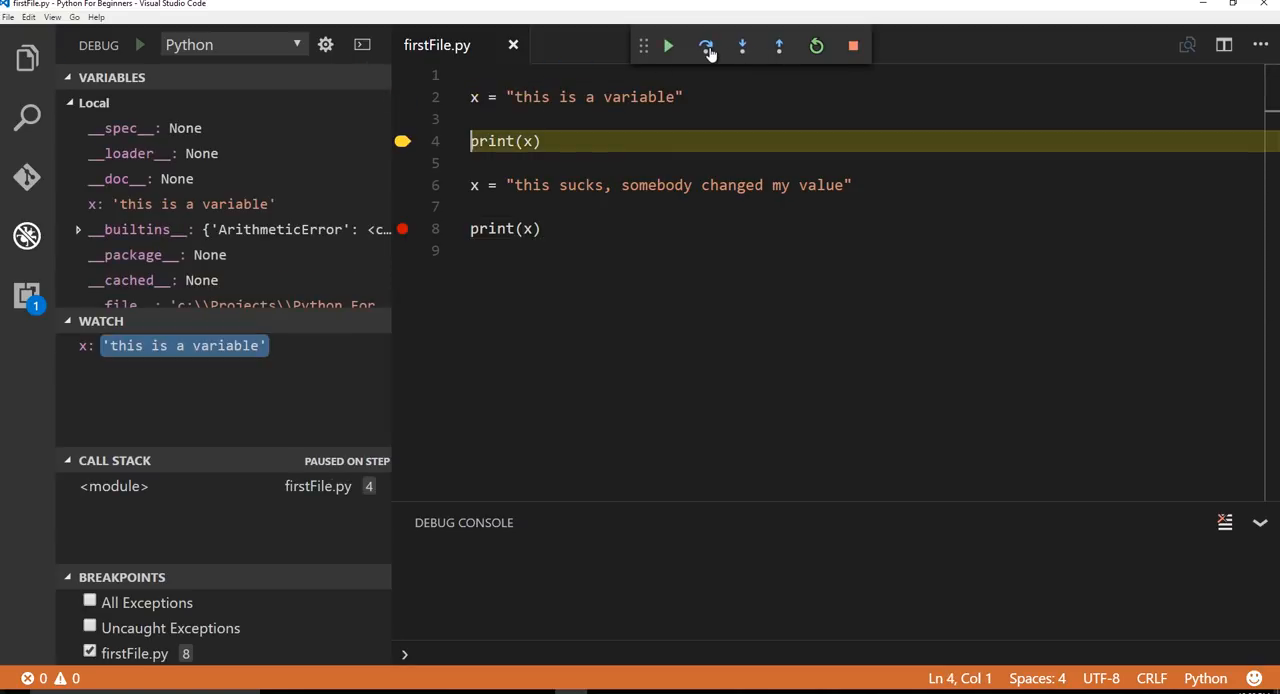 firstFile.py - Python For Beginners - Visual Studio Code
File Edit View Go Help
DEBUG Python
firstFile.py
VARIABLES
Local
__spec__: None
__loader__: None
__doc__: None
x: 'this is a variable'
__builtins__: {'ArithmeticError': <c...
__package__: None
__cached__: None
__file__: 'c:\\Projects\\Python For
WATCH
x: 'this is a variable'
CALL STACK PAUSED ON STEP
<module> firstFile.py 4
BREAKPOINTS
All Exceptions
Uncaught Exceptions
firstFile.py 8
1
1
2 x = "this is a variable"
3
4 print(x)
5
6 x = "this sucks, somebody changed my value"
7
8 print(x)
9
DEBUG CONSOLE
0 0 Ln 4, Col 1 Spaces: 4 UTF-8 CRLF Python